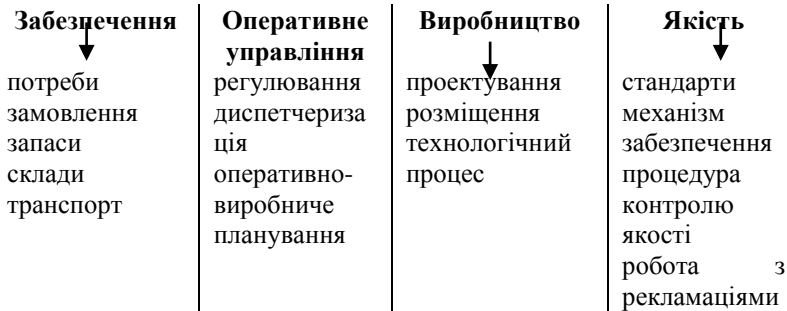 Забезпечення
потреби
замовлення
запаси
склади
транспорт
Оперативне
управління
регулювання
диспетчериза
ція
оперативно-
виробниче
планування
Виробництво
проектування
розміщення
технологічний
процес
Якість
стандарти
механізм
забезпечення
процедура
контролю
якості
робота з
рекламаціями